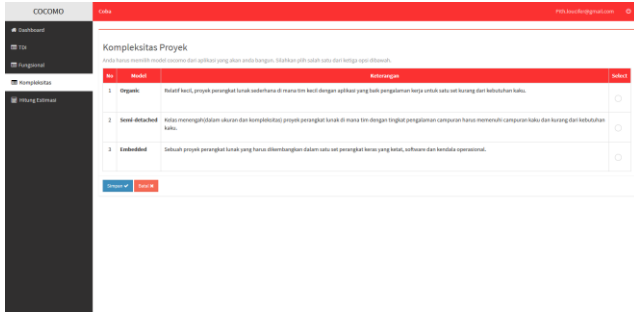 COCOMO
Coba
Dashboard
TDI
Fungsional
Kompleksitas
Hitung Estimasi
Kompleksitas Proyek
Anda harus memilih model cocomo dari aplikasi yang akan anda bangun. Silahkan pilih salah satu dari ketiga opsi dibawah.
No Model Keterangan Select
1 Organic Relatif kecil, proyek perangkat lunak sederhana di mana tim kecil dengan aplikasi yang baik pengalaman kerja untuk satu set kurang dari kebutuhan kaku.
2 Semi-detached Kelas menengah(dalam ukuran dan kompleksitas) proyek perangkat lunak di mana tim dengan tingkat pengalaman campuran harus memenuhi campuran kaku dan kurang dari kebutuhan
kaku.
3 Embedded Sebuah proyek perangkat lunak yang harus dikembangkan dalam satu set perangkat keras yang ketat, software dan kendala operasional.
Simpan Batal